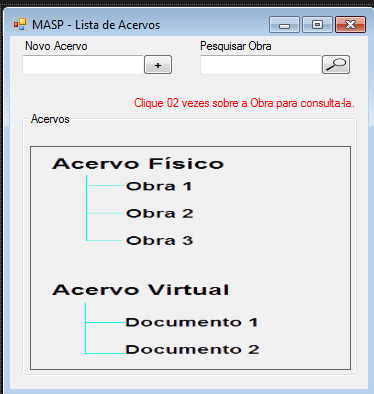 MASP - Lista de Acervos
Novo Acervo
Pesquisar Obra
+
Clique 02 vezes sobre a Obra para consulta-la.
Acervos
Acervo Físico
Obra 1
Obra 2
Obra 3
Acervo Virtual
Documento 1
Documento 2